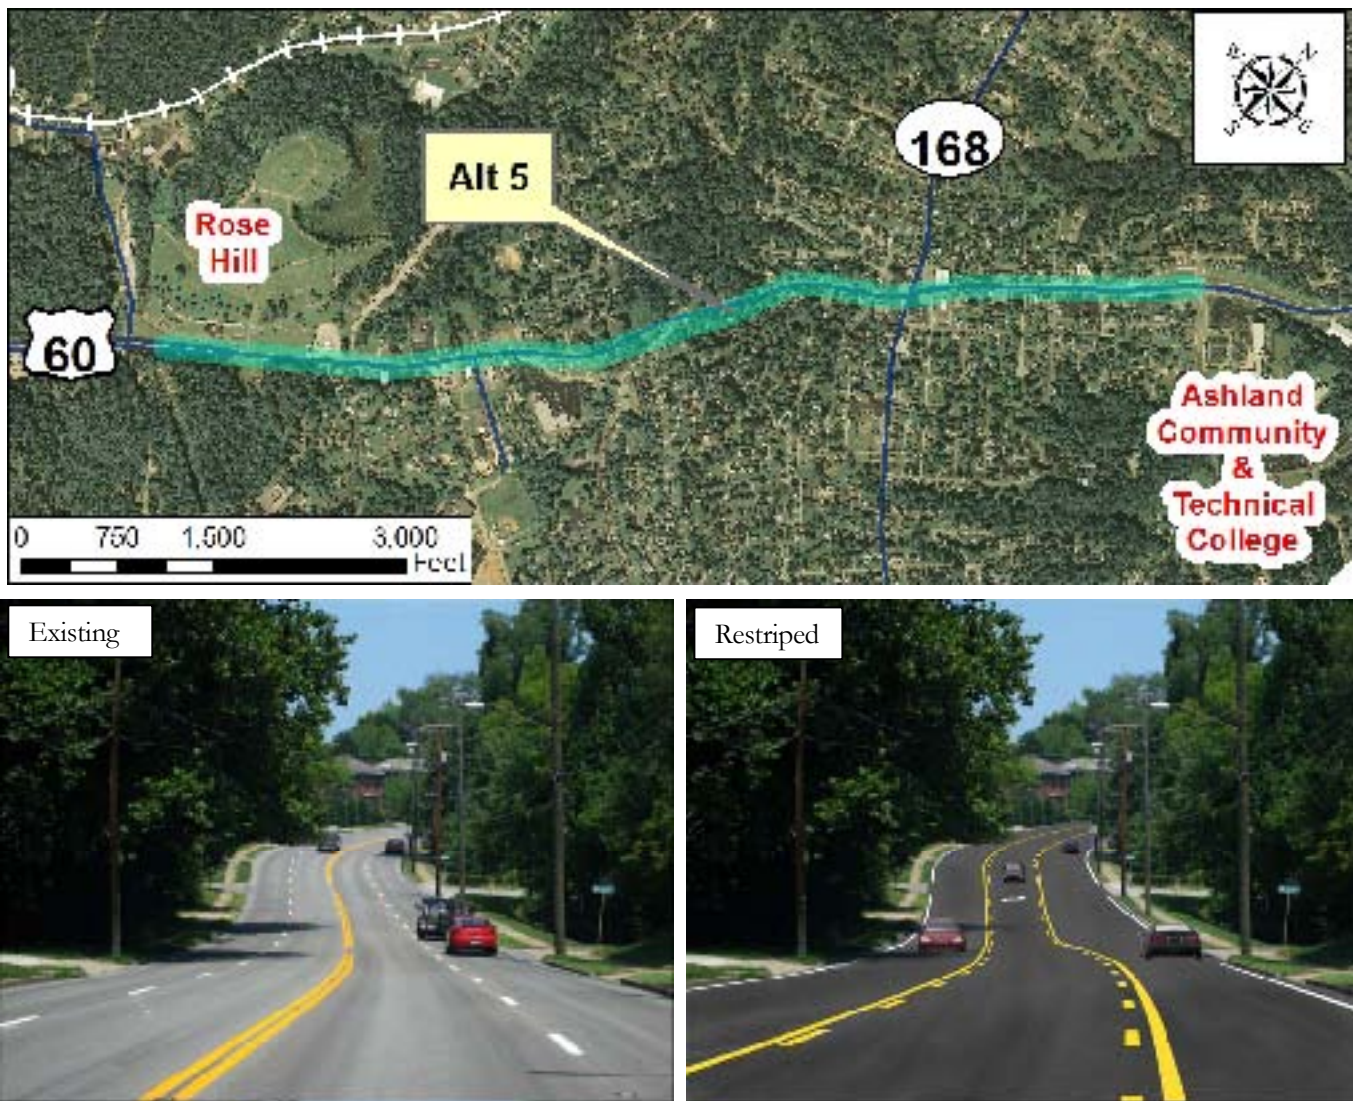 168
Alt 5
Rose
Hill
60
Ashland
Community
&
Technical
College
0 750 1,500 3,000
Feet
Existing
Restriped